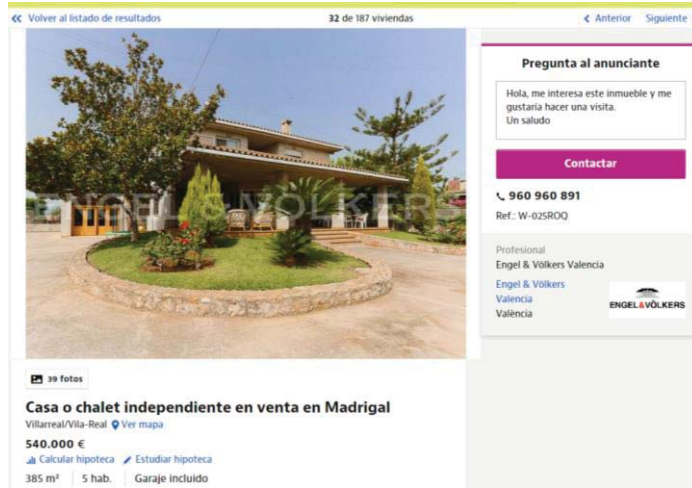 Volver al listado de resultados
32 de 187 viviendas
Anterior Siguiente
ENGEL & VÖLKERS
39 fotos
Casa o chalet independiente en venta en Madrigal
Villarreal/Vila-Real Ver mapa
540.000 €
Calcular hipoteca Estudiar hipoteca
385 m² 5 hab. Garaje incluido
Pregunta al anunciante
Hola, me interesa este inmueble y me
gustaría hacer una visita.
Un saludo
Contactar
960 960 891
Ref.: W-02SROQ
Profesional
Engel & Völkers Valencia
Engel & Völkers
Valencia
València
ENGEL & VÖLKERS